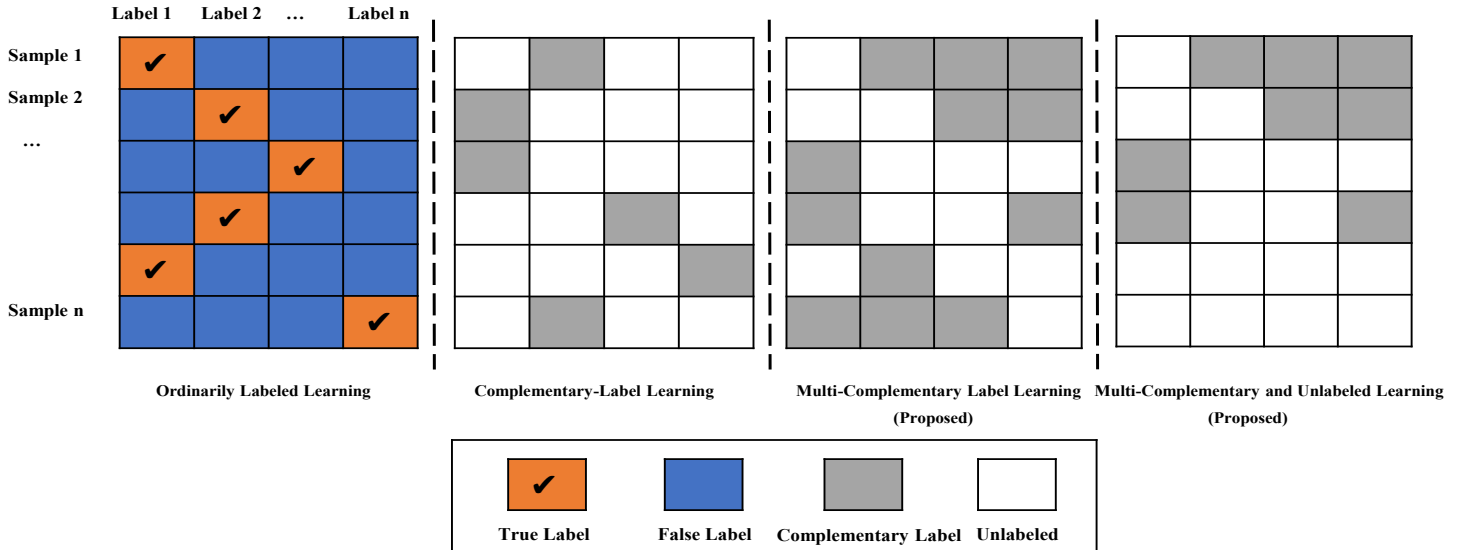 Label 1 Label 2 … Label n
Sample 1
Sample 2
…
Sample n
Ordinarily Labeled Learning
Complementary-Label Learning
Multi-Complementary Label Learning
(Proposed)
Multi-Complementary and Unlabeled Learning
(Proposed)
True Label
False Label
Complementary Label
Unlabeled